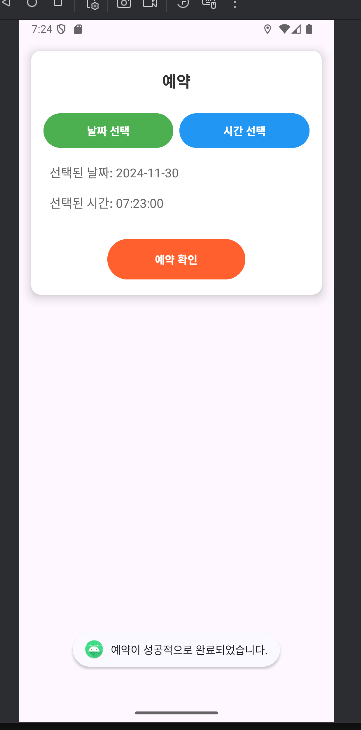 7:24
예약
날짜 선택
시간 선택
선택된 날짜: 2024-11-30
선택된 시간: 07:23:00
예약 확인
예약이 성공적으로 완료되었습니다.